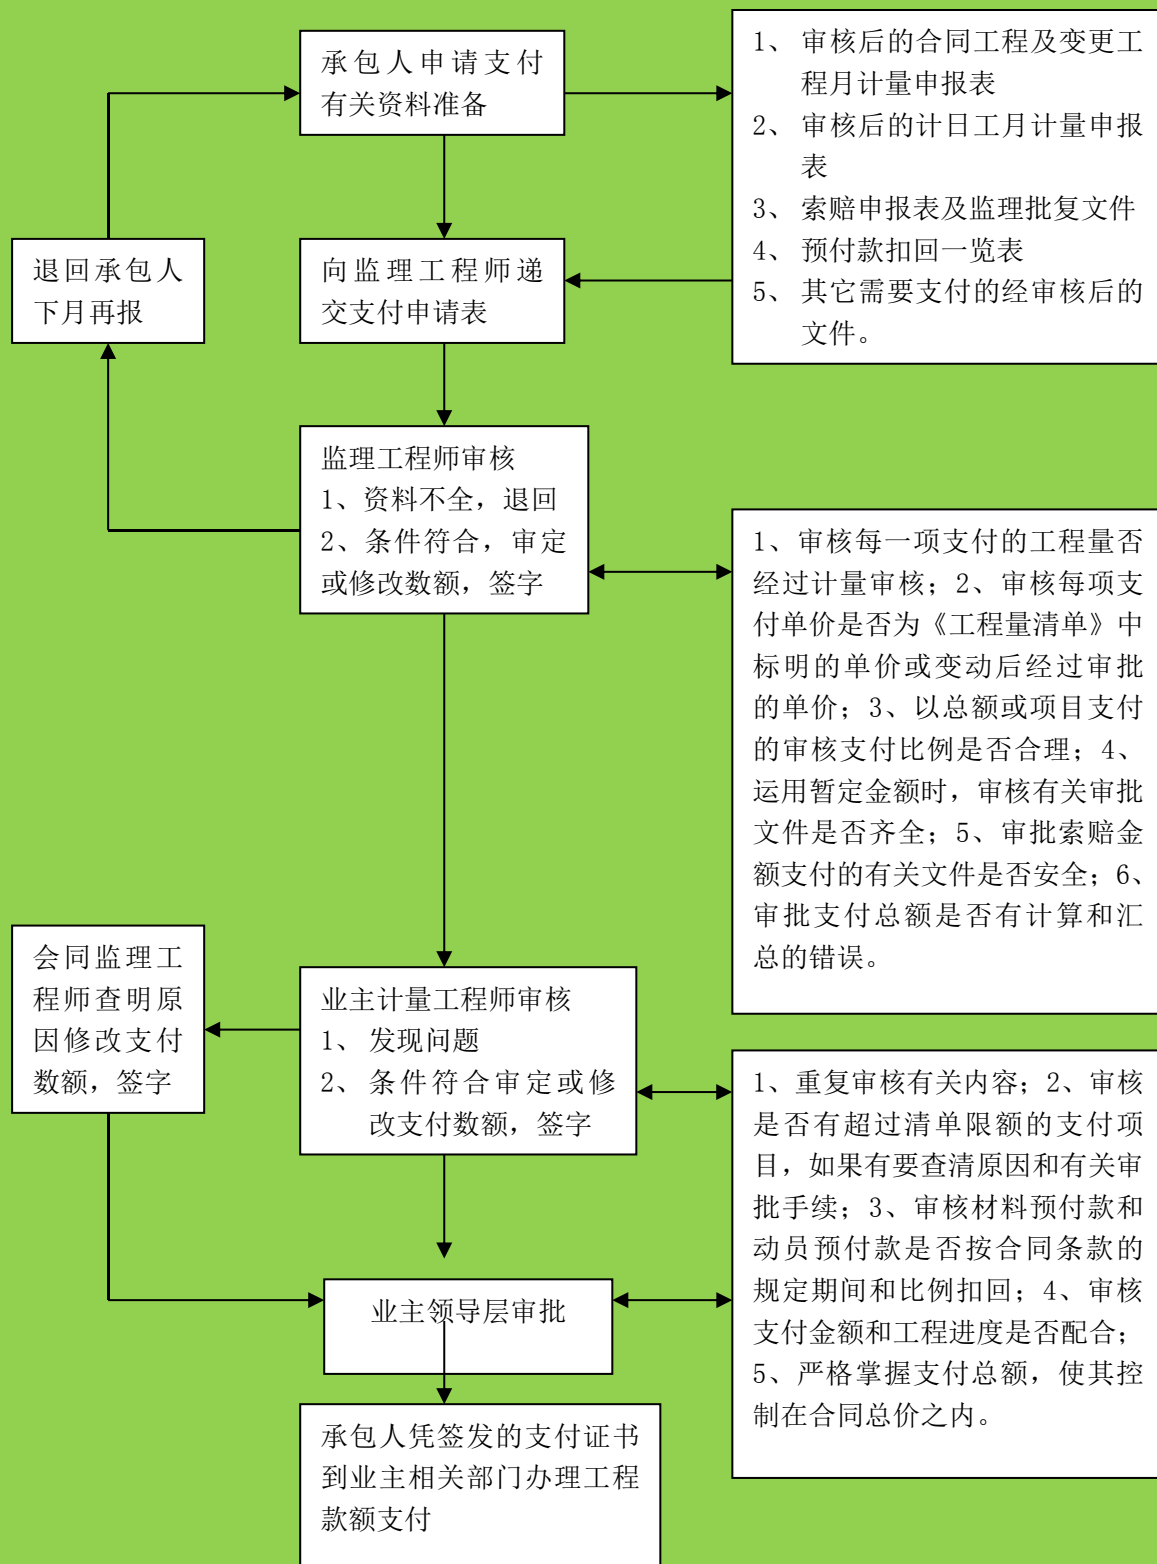 承包人申请支付
有关资料准备
1、 审核后的合同工程及变更工
程月计量申报表
2、 审核后的计日工月计量申报
表
3、 索赔申报表及监理批复文件
4、 预付款扣回一览表
5、 其它需要支付的经审核后的
文件。
退回承包人
下月再报
向监理工程师递
交支付申请表
监理工程师审核
1、资料不全，退回
2、条件符合，审定
或修改数额，签字
1、审核每一项支付的工程量否
经过计量审核；2、审核每项支
付单价是否为《工程量清单》中
标明的单价或变动后经过审批
的单价；3、以总额或项目支付
的审核支付比例是否合理；4、
运用暂定金额时，审核有关审批
文件是否齐全；5、审批索赔金
额支付的有关文件是否安全；6、
审批支付总额是否有计算和汇
总的错误。
会同监理工
程师查明原
因修改支付
数额，签字
业主计量工程师审核
1、 发现问题
2、 条件符合审定或修
改支付数额，签字
1、重复审核有关内容；2、审核
是否有超过清单限额的支付项
目，如果有要查清原因和有关审
批手续；3、审核材料预付款和
动员预付款是否按合同条款的
规定期间和比例扣回；4、审核
支付金额和工程进度是否配合；
5、严格掌握支付总额，使其控
制在合同总价之内。
业主领导层审批
承包人凭签发的支付证书
到业主相关部门办理工程
款额支付